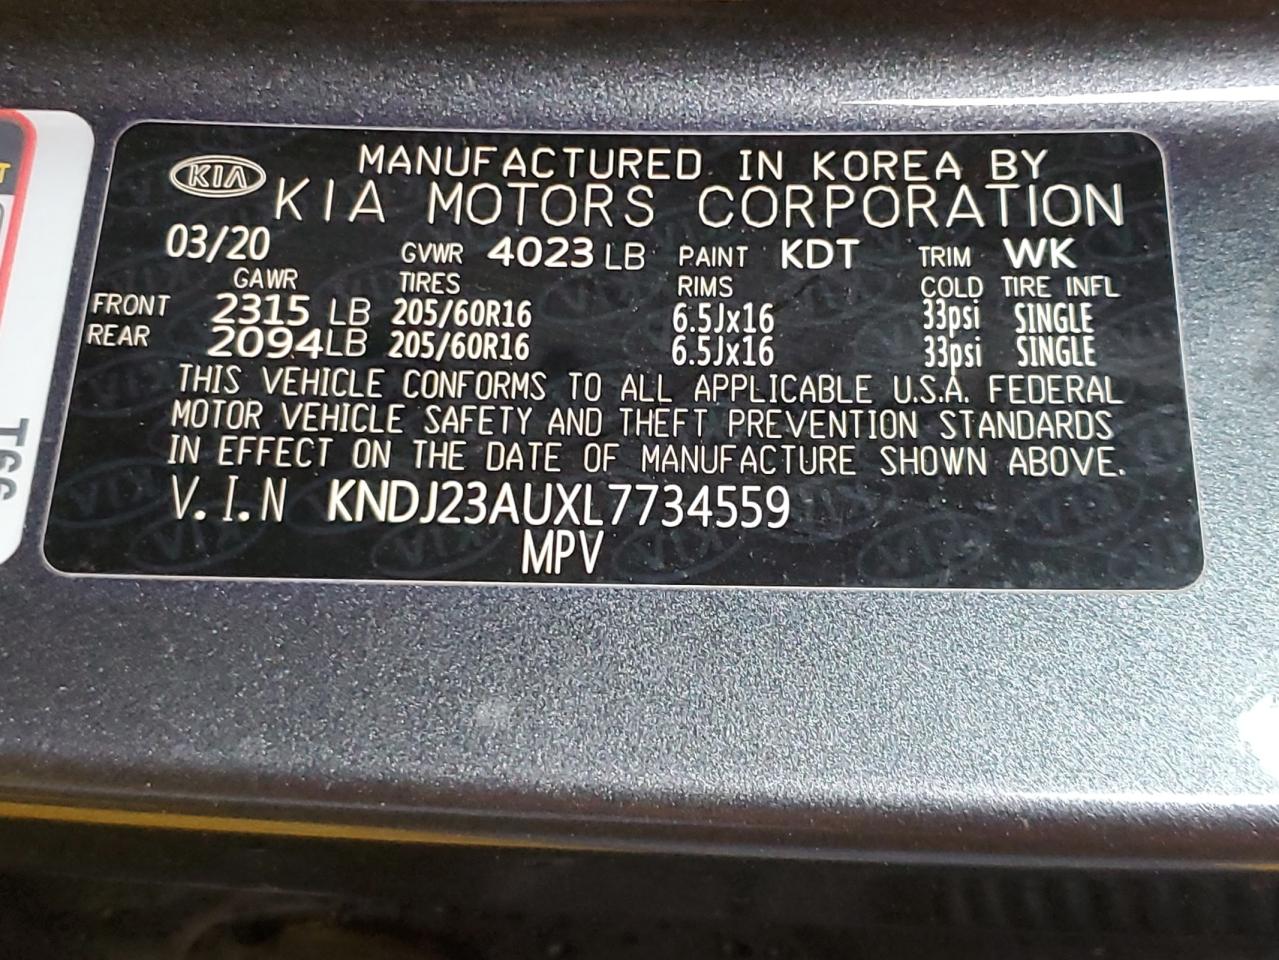 KIA
MANUFACTURED IN KOREA BY
KIA MOTORS CORPORATION
03/20 GVWR 4023 LB PAINT KDT TRIM WK
GAWR TIRES RIMS COLD TIRE INFL
FRONT 2315 LB 205/60R16 6.5Jx16 33psi SINGLE
REAR 2094LB 205/60R16 6.5Jx16 33psi SINGLE
THIS VEHICLE CONFORMS TO ALL APPLICABLE U.S.A. FEDERAL
MOTOR VEHICLE SAFETY AND THEFT PREVENTION STANDARDS
IN EFFECT ON THE DATE OF MANUFACTURE SHOWN ABOVE.
V.I.N KNDJ23AUXL7734559
MPV